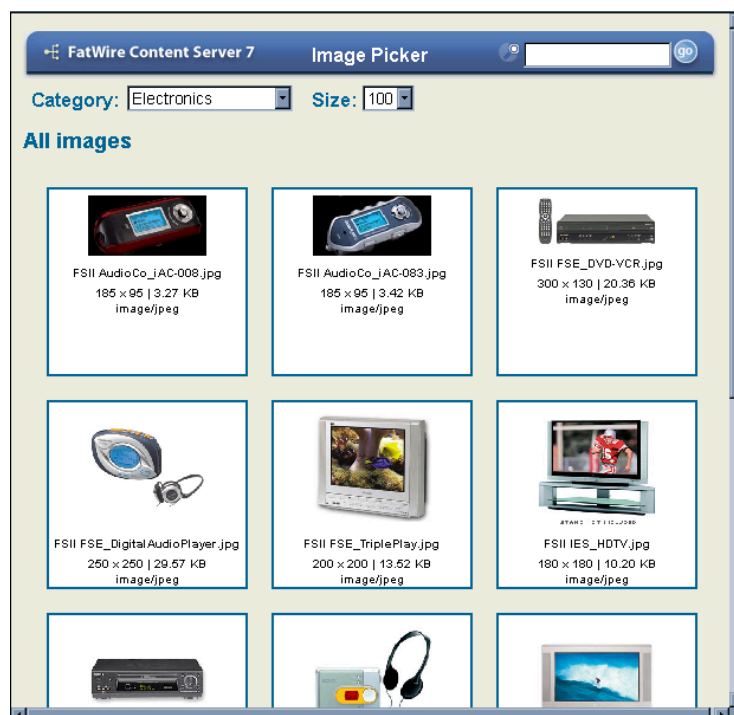 FatWire Content Server 7 Image Picker go
Category: Electronics Size: 100
All images
FSII AudioCo_iAC-008.jpg
185 x 95 | 3.27 KB
image/jpeg
FSII AudioCo_iAC-083.jpg
185 x 95 | 3.42 KB
image/jpeg
FSII FSE_DVD-VCR.jpg
300 x 130 | 20.36 KB
image/jpeg
FSII FSE_DigitalAudioPlayer.jpg
250 x 250 | 29.57 KB
image/jpeg
FSII FSE_TriplePlay.jpg
200 x 200 | 13.52 KB
image/jpeg
FSII IES_HDTV.jpg
180 x 180 | 10.20 KB
image/jpeg